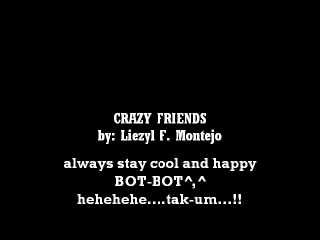 CRAZY FRIENDS
by: Liezyl F. Montejo
always stay cool and happy
BOT-BOT^,^
hehehehe....tak-um...!!